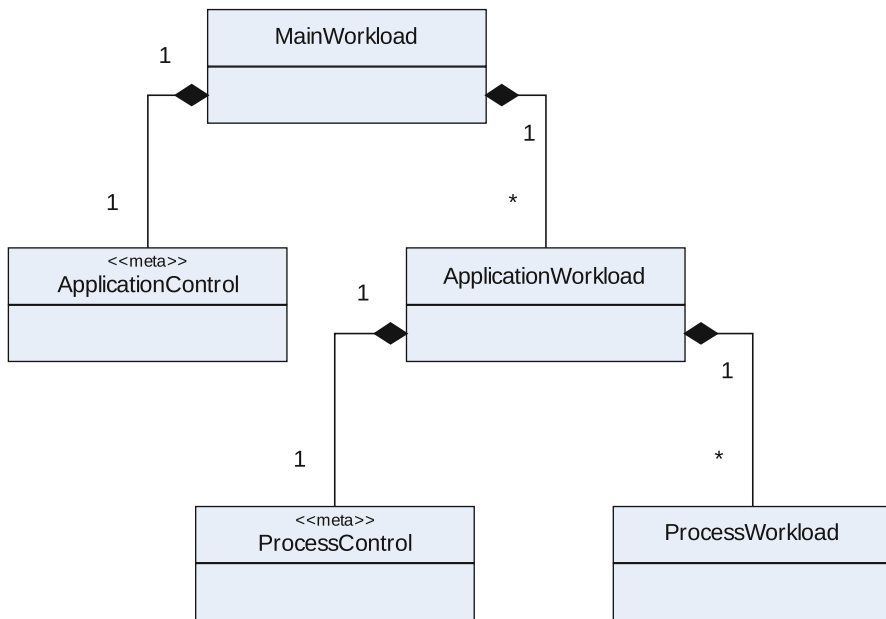 MainWorkload
1
1
1
*
<<meta>>
ApplicationControl
ApplicationWorkload
1
1
1
*
<<meta>>
ProcessControl
ProcessWorkload